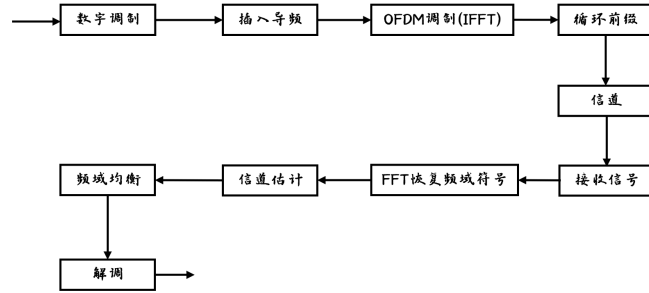 数字调制
插入导频
OFDM调制(IFFT)
循环前缀
信道
频域均衡
信道估计
FFT恢复频域符号
接收信号
解调